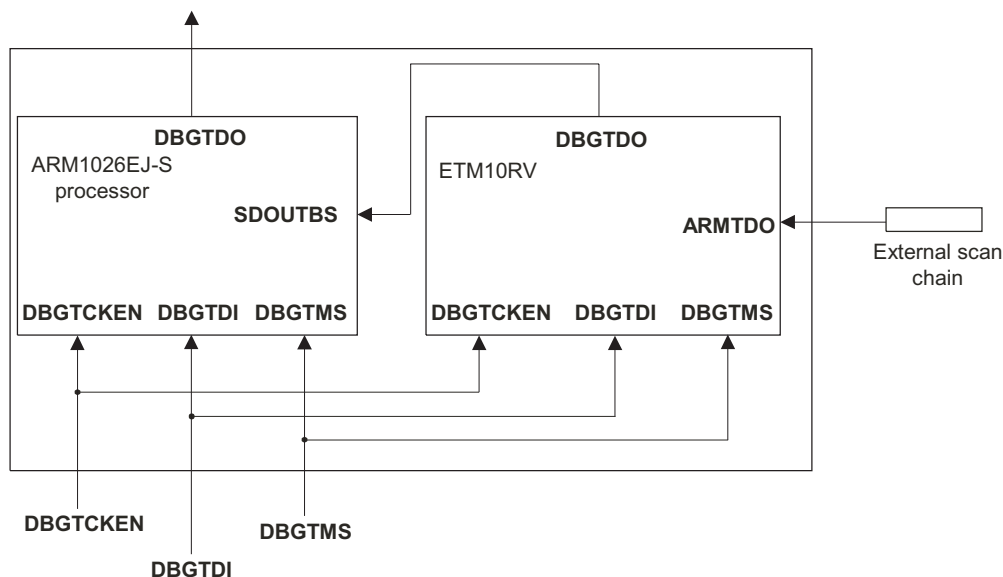 DBGTDO
ARM1026EJ-S
processor
SDOUTBS
DBGTCKEN DBGTDI DBGTMS
DBGTDO
ETM10RV
ARMTDO
DBGTCKEN DBGTDI DBGTMS
External scan
chain
DBGTCKEN
DBGTDI
DBGTMS